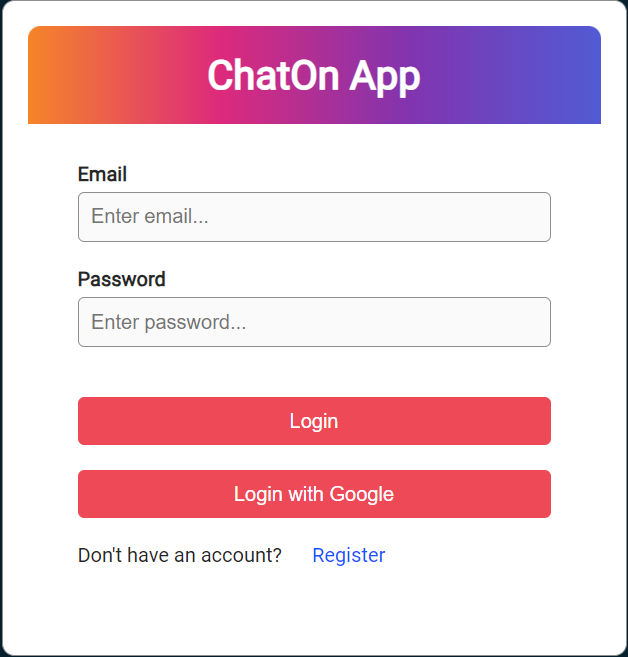 ChatOn App
Email
Enter email...
Password
Enter password...
Login
Login with Google
Don't have an account? Register